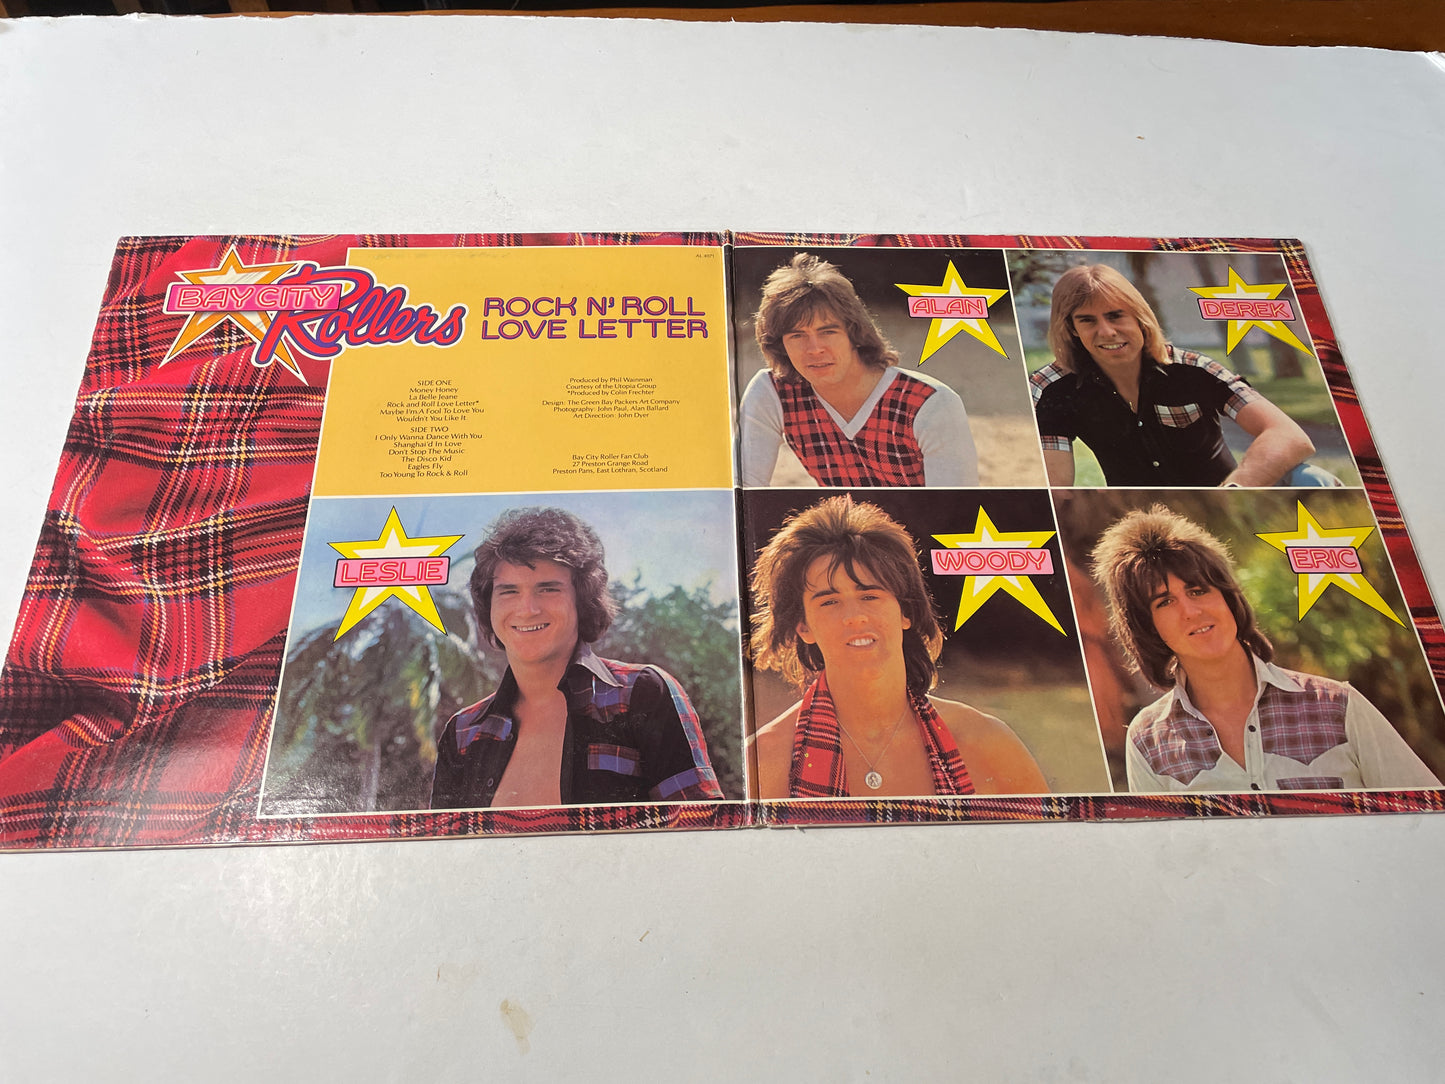 BAY CITY
Rollers
ROCK N' ROLL
LOVE LETTER
AL 4071
SIDE ONE
Money Honey
La Belle Jeane
Rock and Roll Love Letter*
Maybe I'm A Fool To Love You
Wouldn't You Like It
SIDE TWO
I Only Wanna Dance With You
Shanghai'd In Love
Don't Stop The Music
The Disco Kid
Eagles Fly
Too Young To Rock & Roll
Produced by Phil Wainman
Courtesy of the Utopia Group
*Produced by Colin Frechter
Design: The Green Bay Packers Art Company
Photography: John Paul, Alan Ballard
Art Direction: John Dyer
Bay City Roller Fan Club
27 Preston Grange Road
Preston Pans, East Lothran, Scotland
LESLIE
ALAN
DEREK
WOODY
ERIC